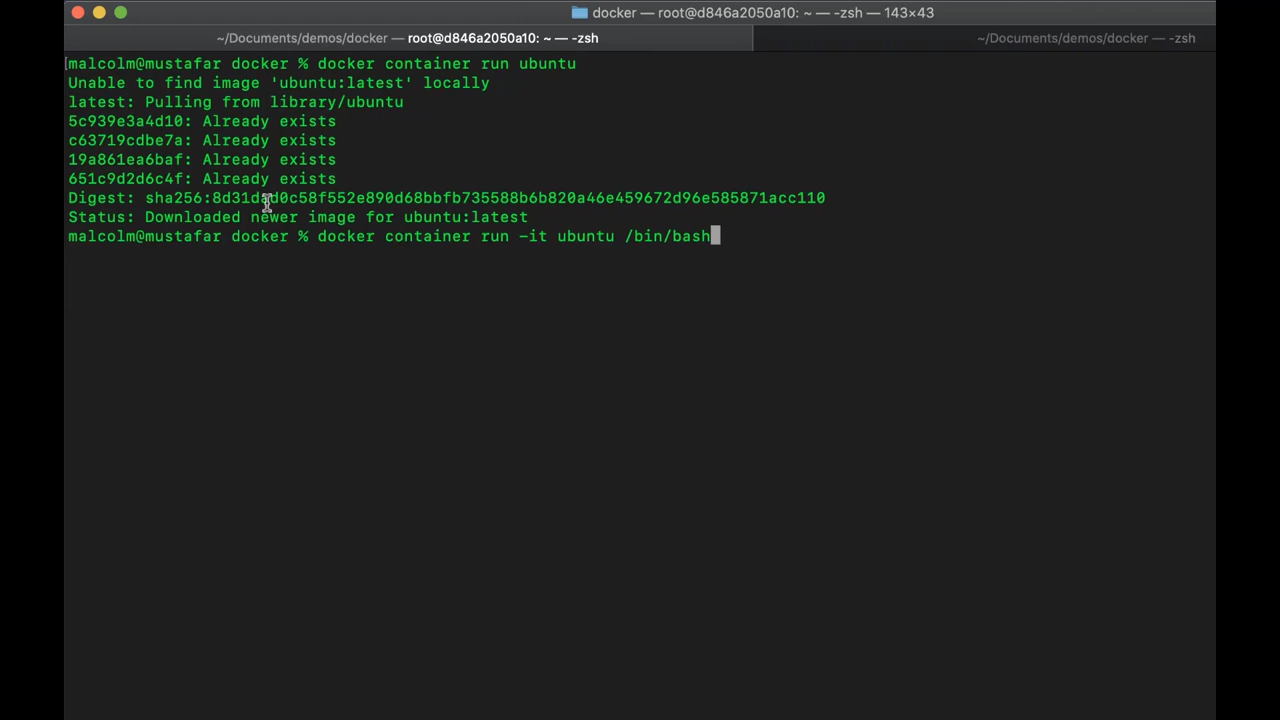 docker — root@d846a2050a10: ~ — -zsh — 143×43
~/Documents/demos/docker — root@d846a2050a10: ~ — -zsh
~/Documents/demos/docker — -zsh
[malcolm@mustafar docker % docker container run ubuntu
Unable to find image 'ubuntu:latest' locally
latest: Pulling from library/ubuntu
5c939e3a4d10: Already exists
c63719cdbe7a: Already exists
19a861ea6baf: Already exists
651c9d2d6c4f: Already exists
Digest:
Status: Downloaded newer image for ubuntu:latest
malcolm@mustafar docker % docker container run -it ubuntu /bin/bash